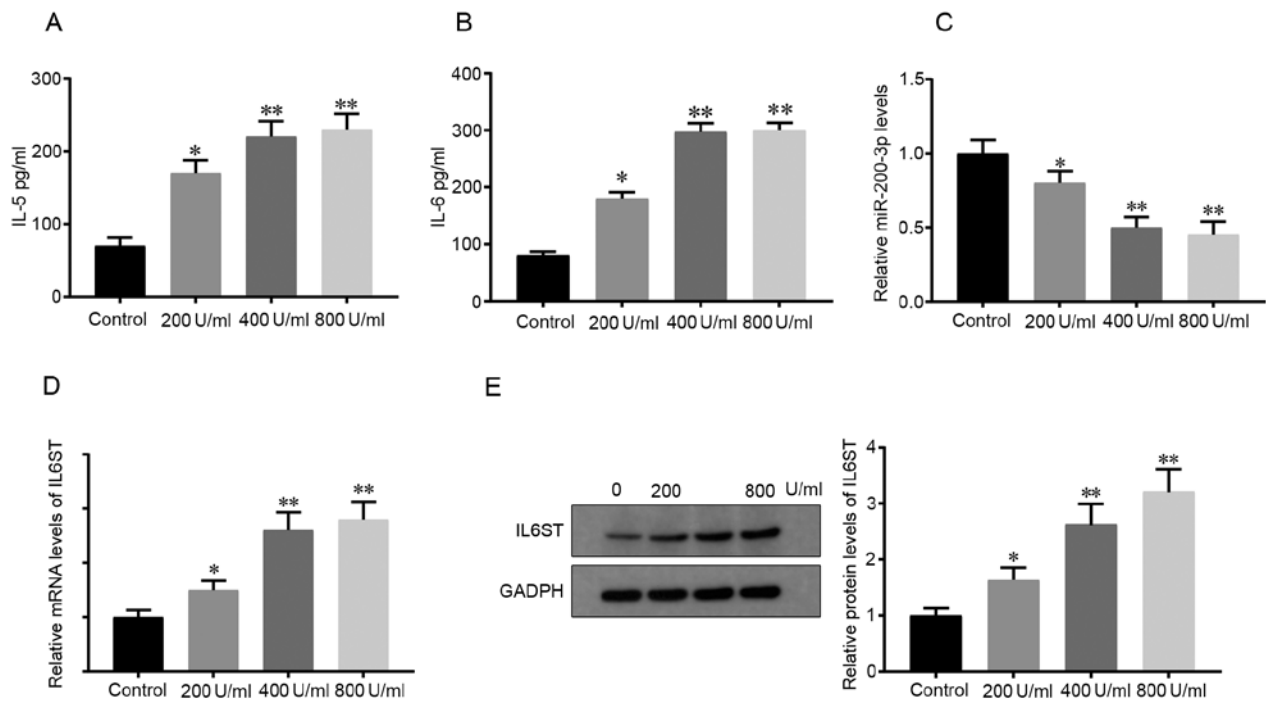 A
IL-5 pg/ml
300
200
100
0
*
**
**
Control 200 U/ml 400 U/ml 800 U/ml
B
IL-6 pg/ml
400
300
200
100
0
*
**
**
Control 200 U/ml 400 U/ml 800 U/ml
C
Relative miR-200-3p levels
1.5
1.0
0.5
0.0
*
**
**
Control 200 U/ml 400 U/ml 800 U/ml
D
Relative mRNA levels of IL6ST
*
**
**
Control 200 U/ml 400 U/ml 800 U/ml
E
0 200 800 U/ml
IL6ST
GADPH
Relative protein levels of IL6ST
4
3
2
1
0
*
**
**
Control 200 U/ml 400 U/ml 800 U/ml